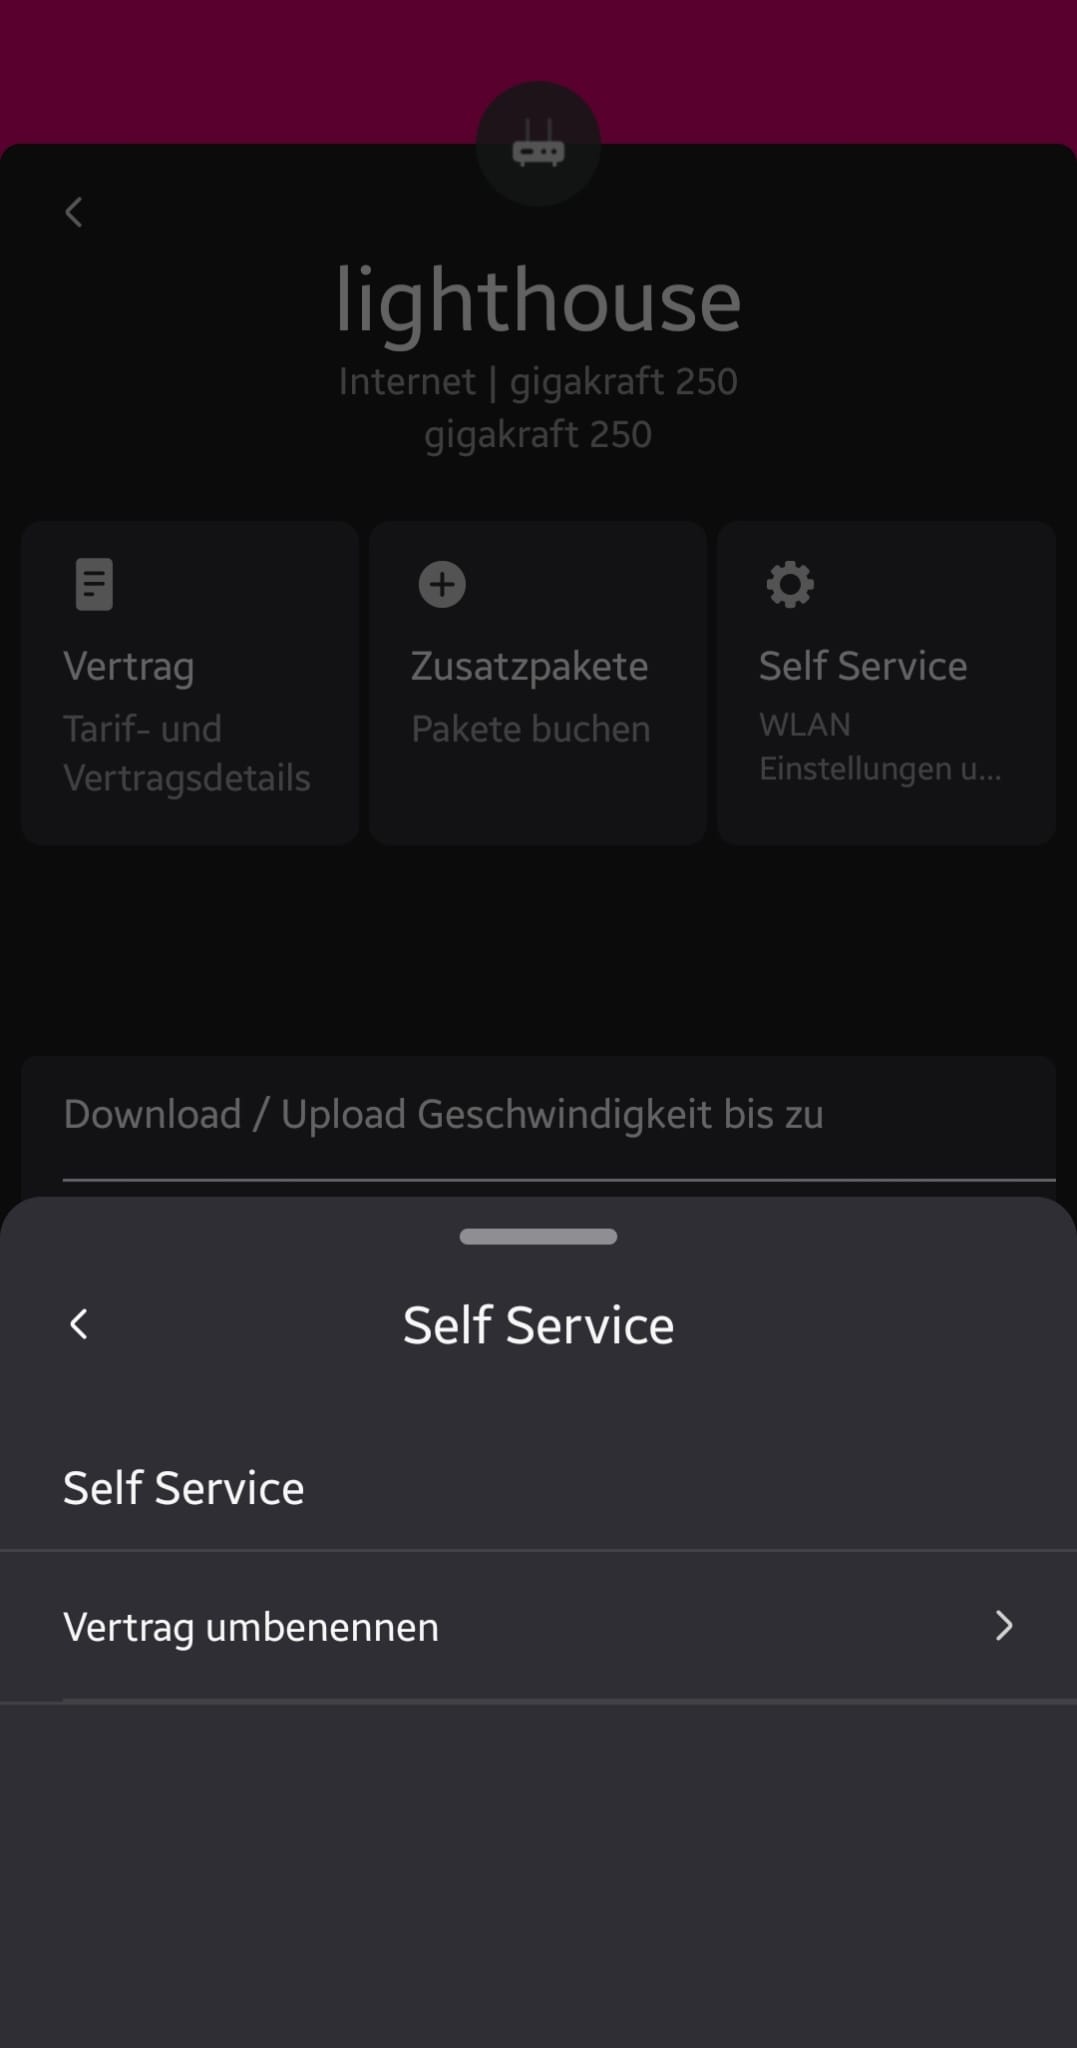 lighthouse
Internet | gigakraft 250
gigakraft 250
Vertrag
Tarif- und
Vertragsdetails
Zusatzpakete
Pakete buchen
Self Service
WLAN
Einstellungen u...
Download / Upload Geschwindigkeit bis zu
Self Service
Self Service
Vertrag umbenennen